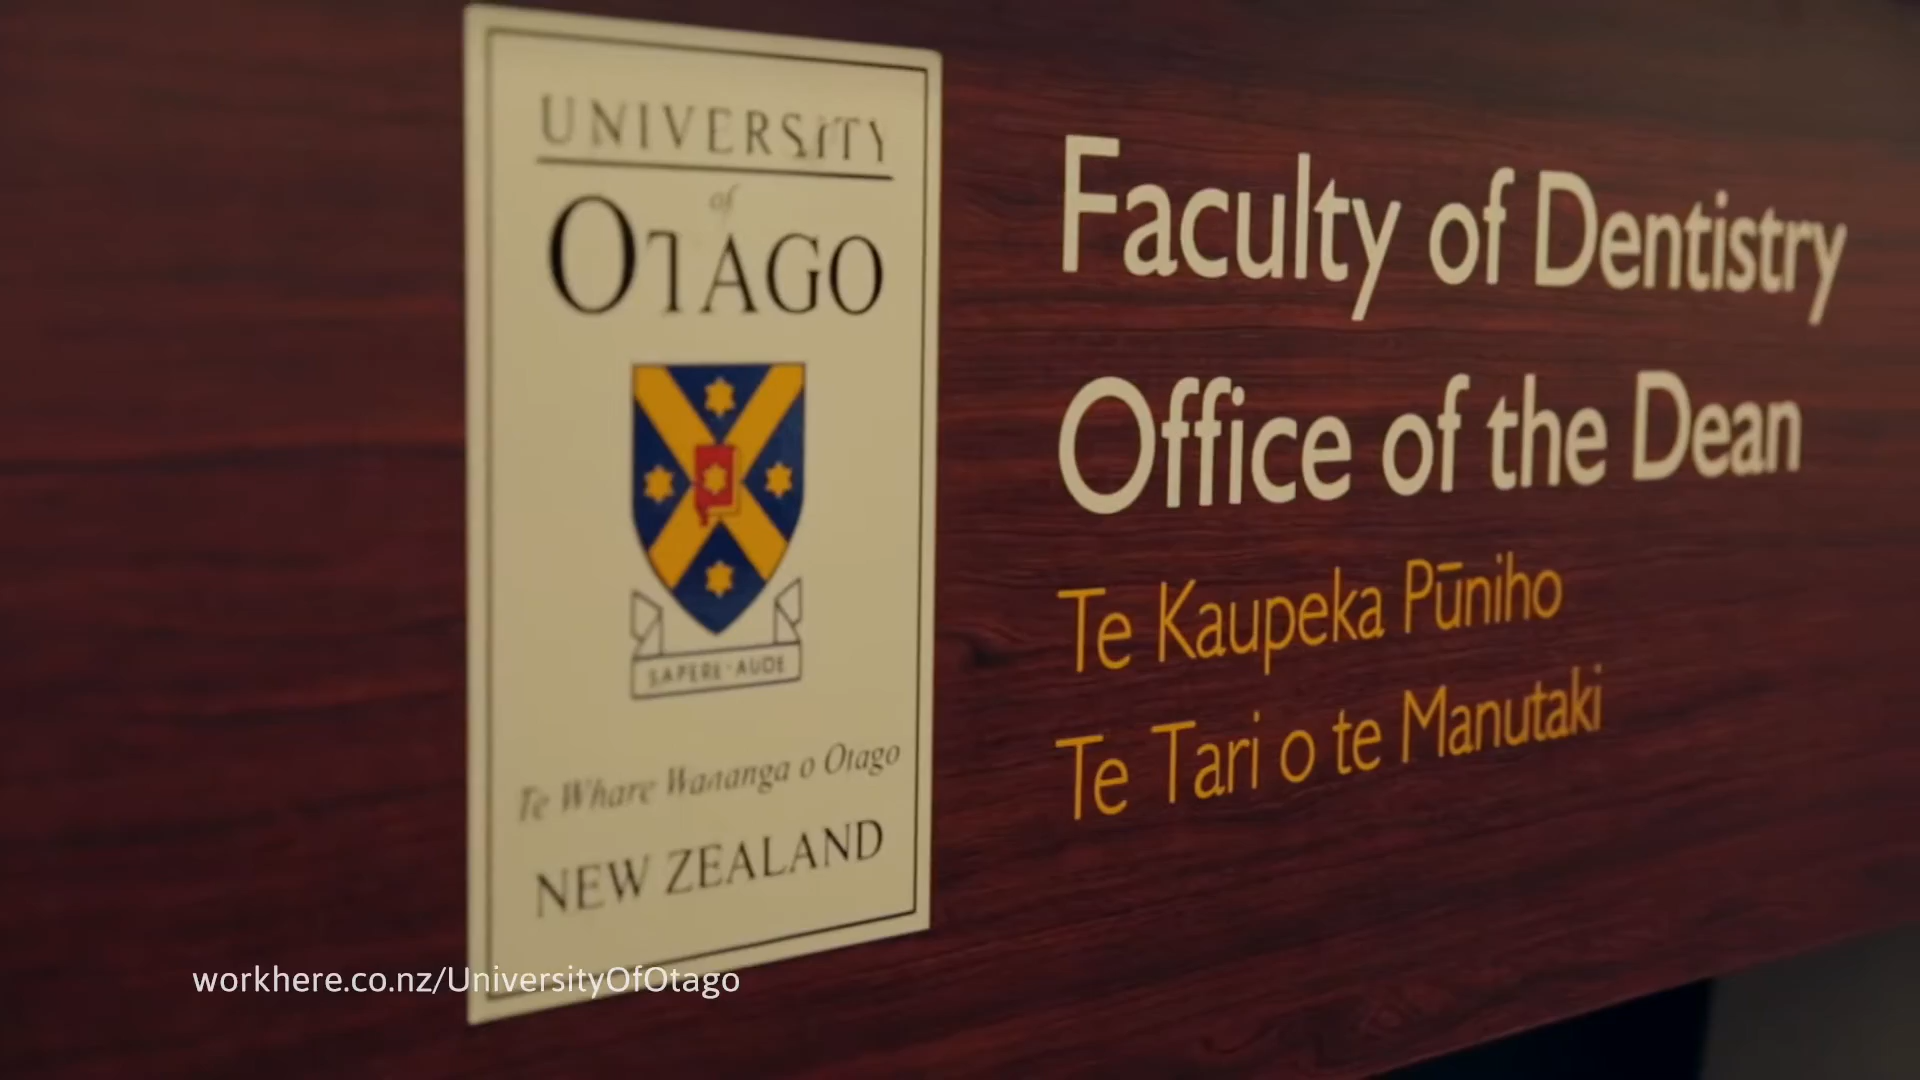 UNIVERSITY
of
OTAGO
SAPERE·AUDE
Te Whare Wananga o Otago
NEW ZEALAND
Faculty of Dentistry
Office of the Dean
Te Kaupeka Pūniho
Te Tari o te Manutaki
workhere.co.nz/UniversityOfOtago